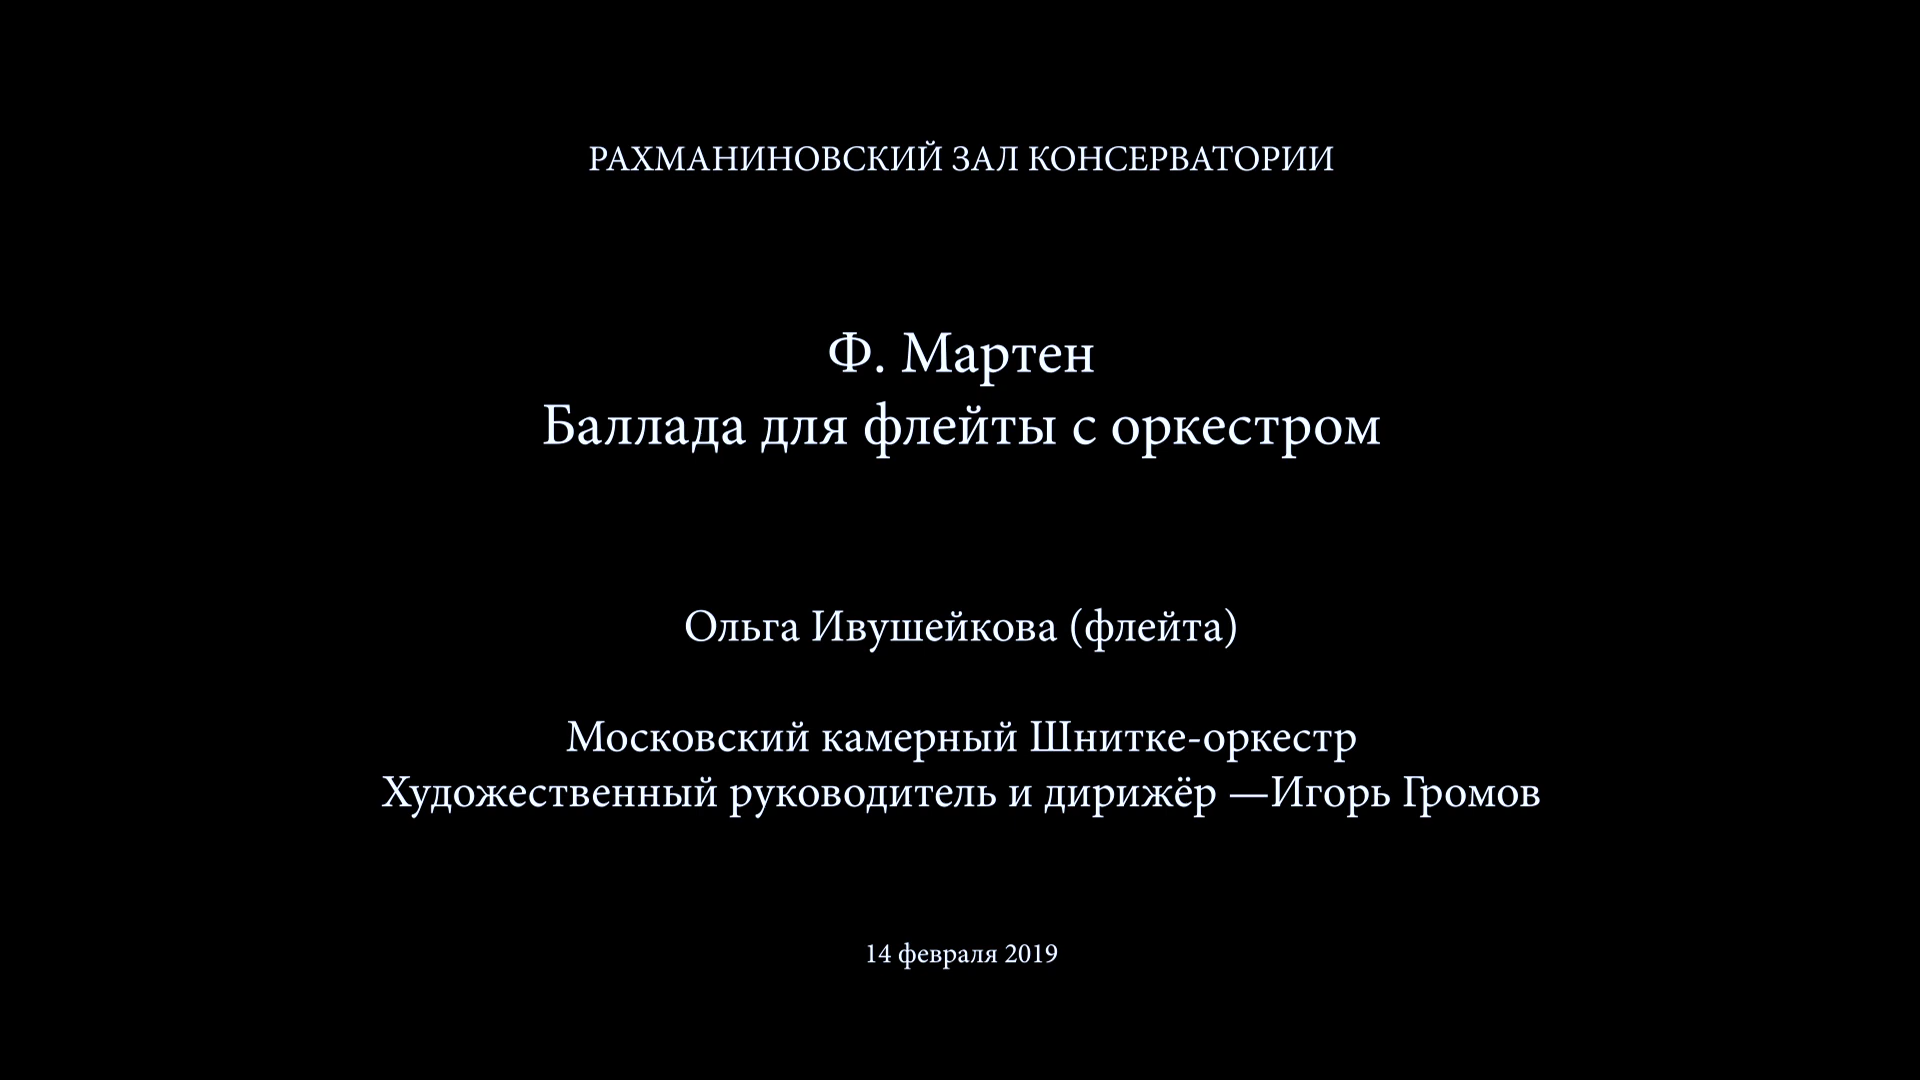 РАХМАНИНОВСКИЙ ЗАЛ КОНСЕРВАТОРИИ
Ф. Мартен
Баллада для флейты с оркестром
Ольга Ивушейкова (флейта)
Московский камерный Шнитке-оркестр
Художественный руководитель и дирижёр —Игорь Громов
14 февраля 2019